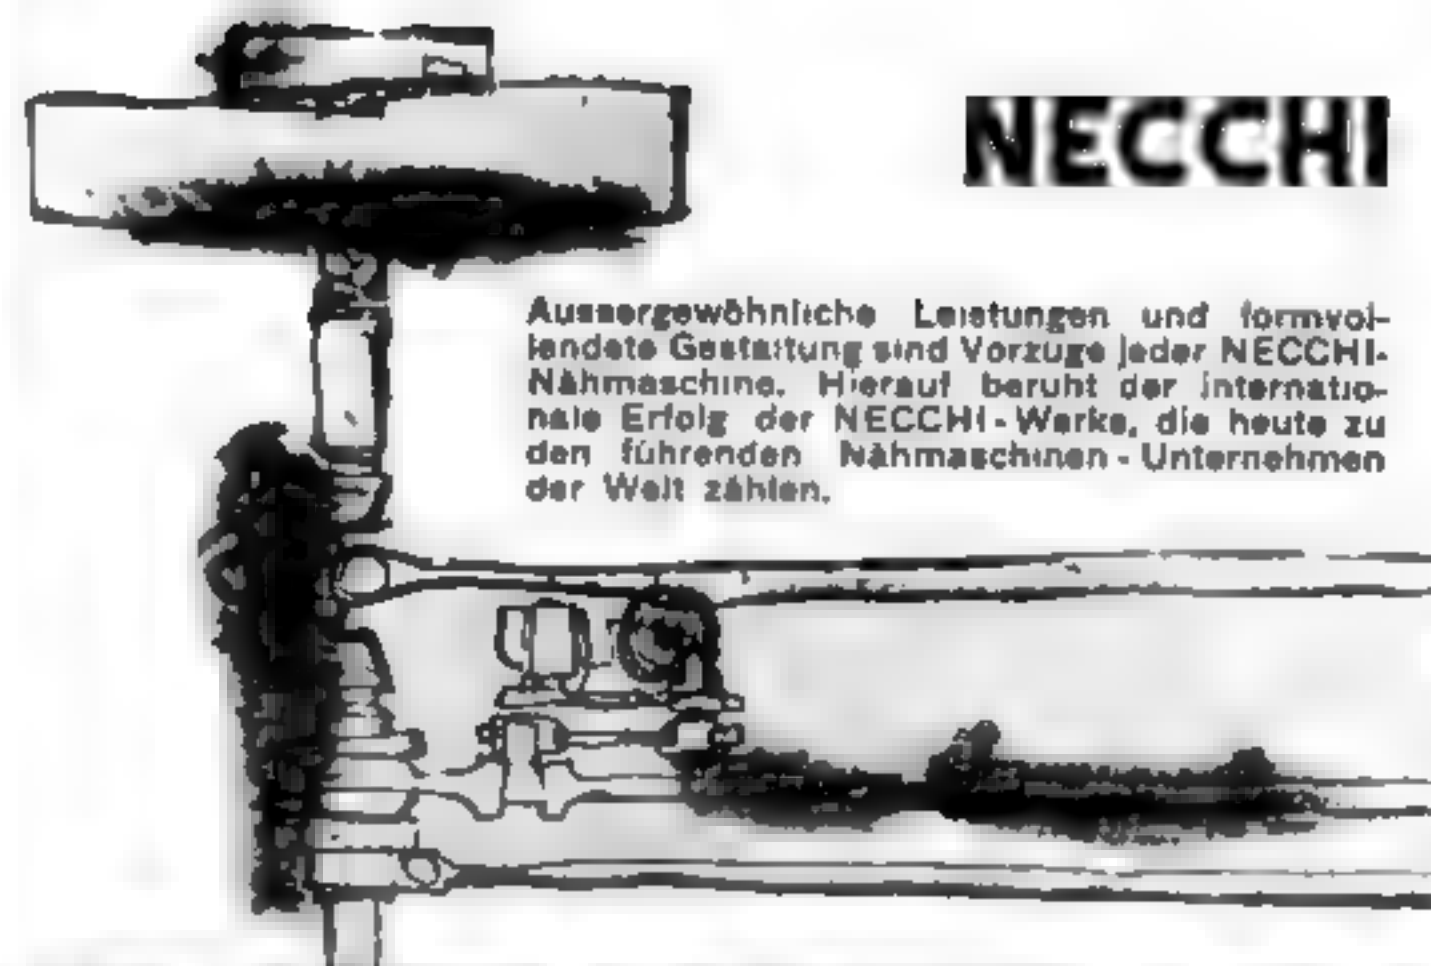 NECCHI
Aussergewöhnliche Leistungen und formvol-
lendete Gestaltung sind Vorzüge jeder NECCHI-
Nähmaschine. Hierauf beruht der internatio-
nale Erfolg der NECCHI-Werke, die heute zu
den führenden Nähmaschinen-Unternehmen
der Welt zählen.